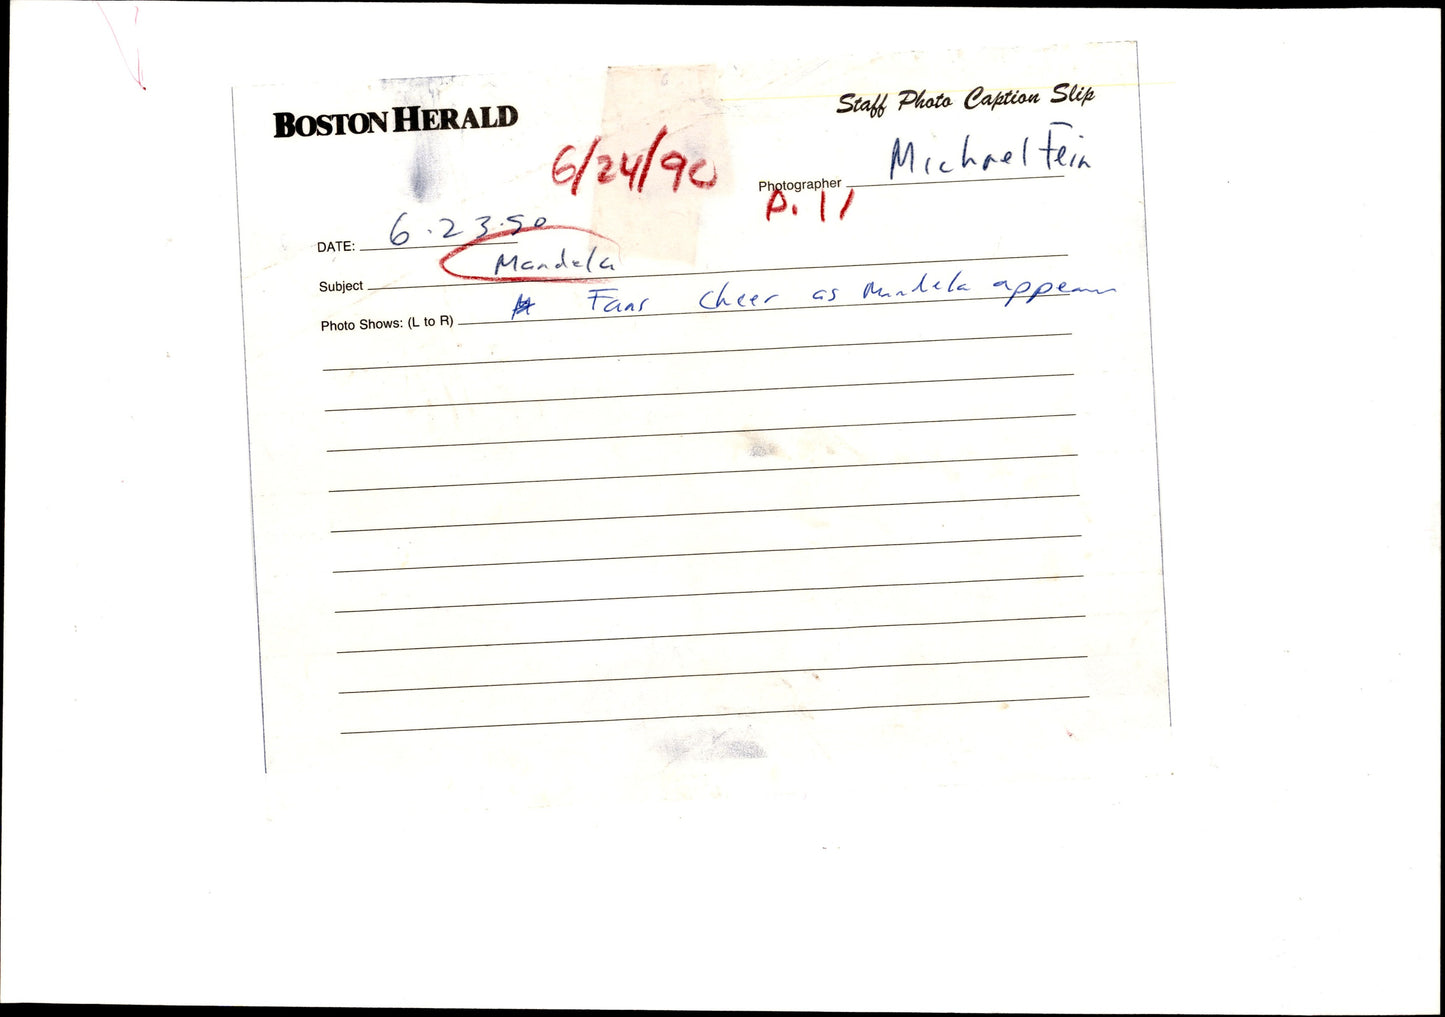 BOSTON HERALD
Staff Photo Caption Slip
6/24/90
Photographer Michael Fein
P. 11
DATE: 6.23.90
Subject Mandela
Photo Shows: (L to R) Fans cheer as Mandela appears